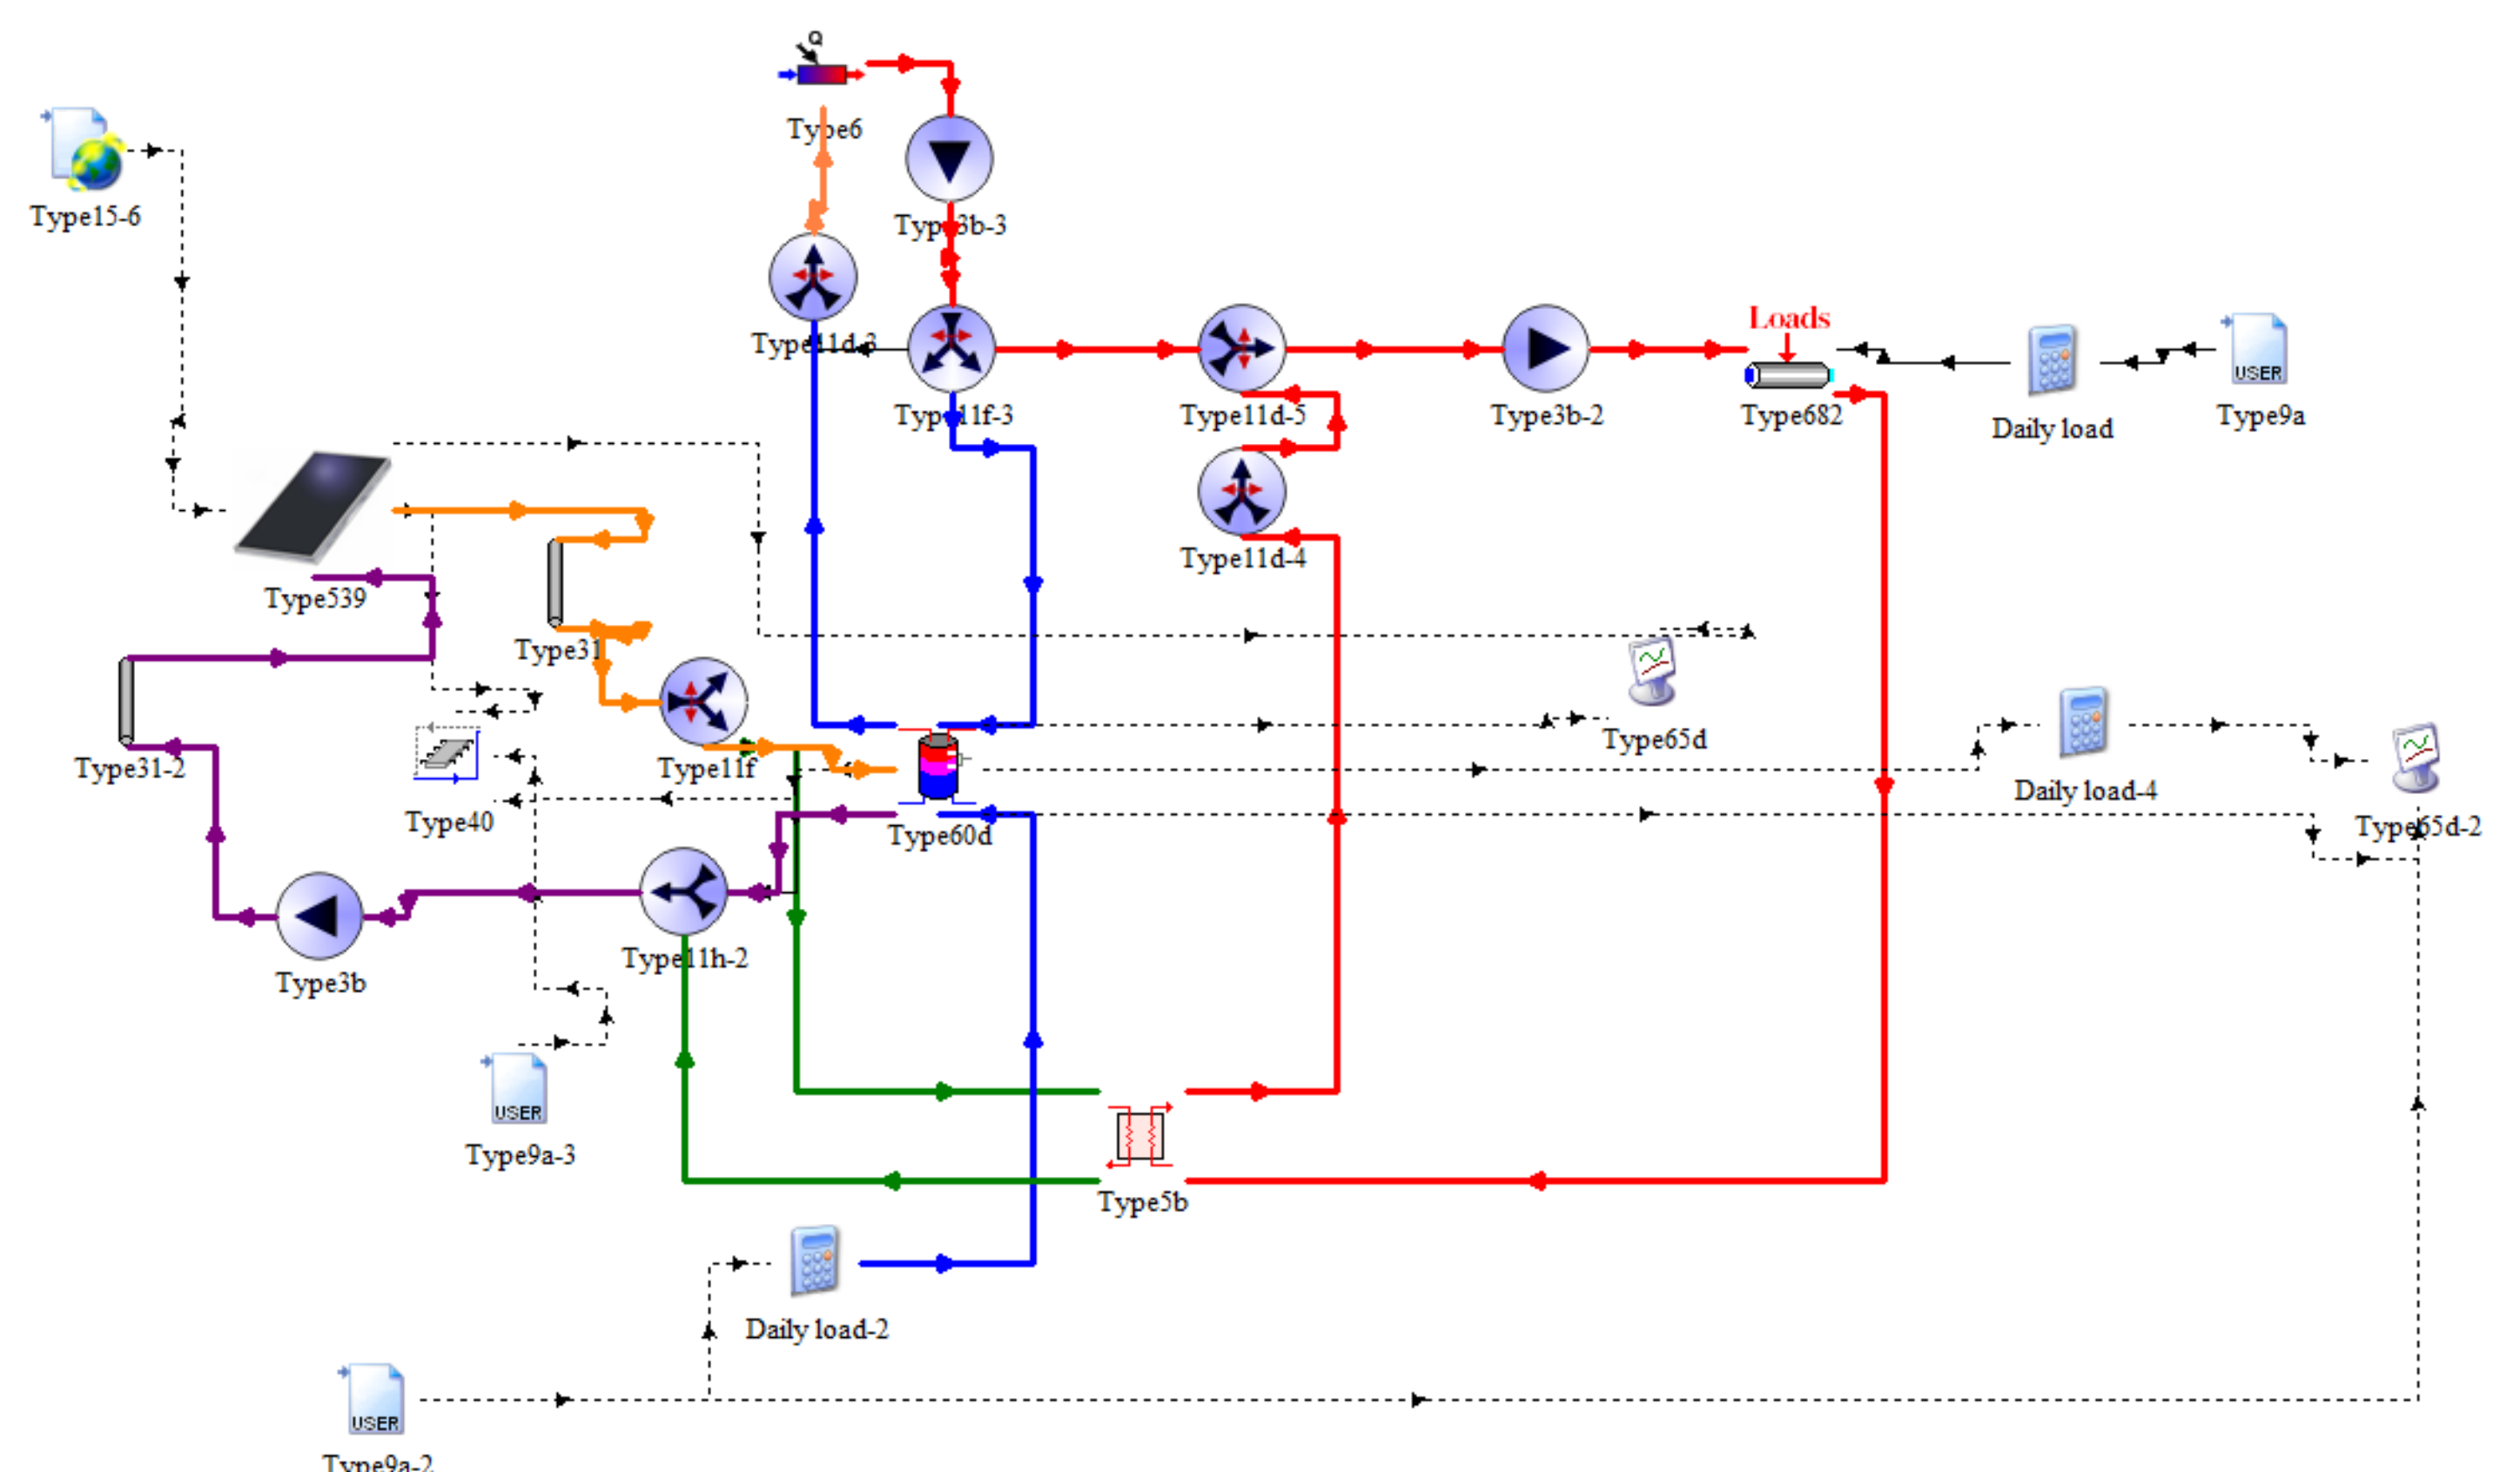 Q
Type6
Type15-6
Type3b-3
Type11d-3
Loads
Type11f-3
Type11d-5
Type3b-2
Type682
Daily load
USER
Type9a
Type11d-4
Type539
Type31
Type65d
Type31-2
Type40
Type11f
Type60d
Daily load-4
Type65d-2
Type3b
Type11h-2
USER
Type9a-3
Type5b
Daily load-2
USER
Type9a-2